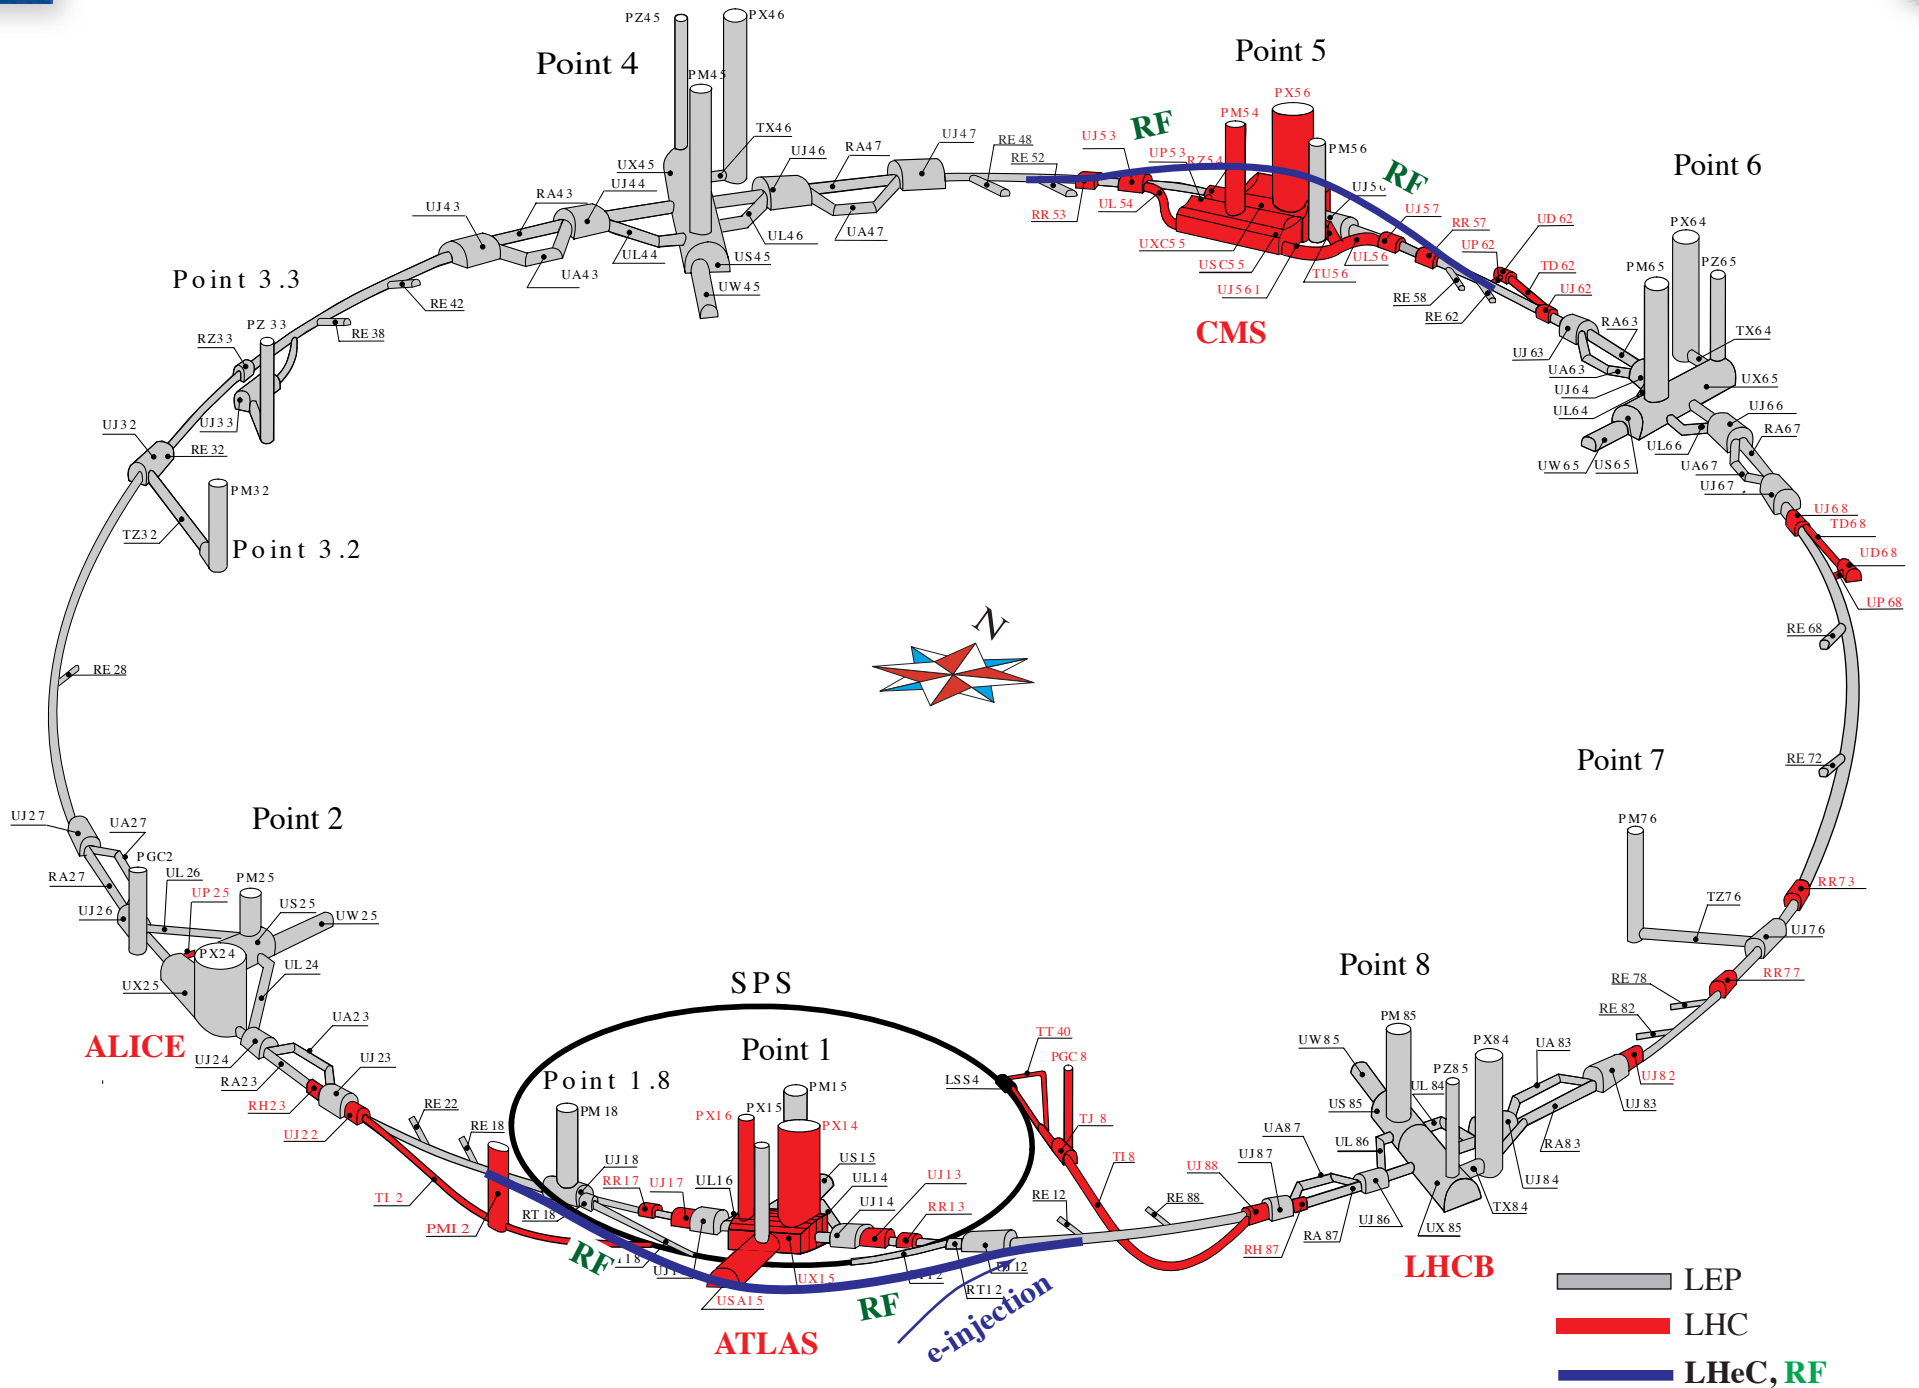 PZ45
PX46
Point 4
PM45
TX46
UX45
UJ46
RA47
UJ47
RE48
RE52
UJ44
RA43
UJ43
UA43
UL44
UL46
UA47
US45
UW45
Point 5
PX56
PM54
RF
UJ53
UP53
RZ54
PM56
RF
UJ57
RR57
RR53
UL54
UXC55
USC55
UJ561
TU56
UL56
CMS
RE58
RE62
UP62
UD62
TD62
UJ62
Point 6
PX64
PM65
PZ65
RA63
TX64
UJ63
UA63
UJ64
UL64
UX65
UJ66
RA67
UL66
UW65
US65
UA67
UJ67
UJ68
TD68
UD68
UP68
RE68
RE72
Point 3.3
PZ33
RE42
RE38
RZ33
UJ33
UJ32
RE32
PM32
TZ32
Point 3.2
RE28
N
Point 7
PM76
RR73
TZ76
UJ76
RR77
RE78
RE82
Point 2
UJ27
UA27
PGC2
RA27
UL26
UP25
PM25
US25
UW25
UJ26
PX24
UL24
UX25
ALICE
UA23
UJ24
UJ23
RA23
RH23
UJ22
RE22
RE18
TI2
PMI2
SPS
Point 1
Point 1.8
PM18
PM15
PX16
PX15
PX14
LSS4
TT40
PGC8
TJ8
TI8
UJ18
RR17
UJ17
UL16
US15
UL14
UJ14
UJ13
RR13
RT18
RF
UX15
USA15
ATLAS
RF
UJ12
RT12
e-injection
RE12
RE88
UJ88
UJ87
UA87
RH87
RA87
UJ86
UL86
Point 8
PM85
UW85
US85
UL84
PZ85
PX84
UA83
UJ82
UJ83
RA83
UJ84
TX84
UX85
LHCB
LEP
LHC
LHeC, RF